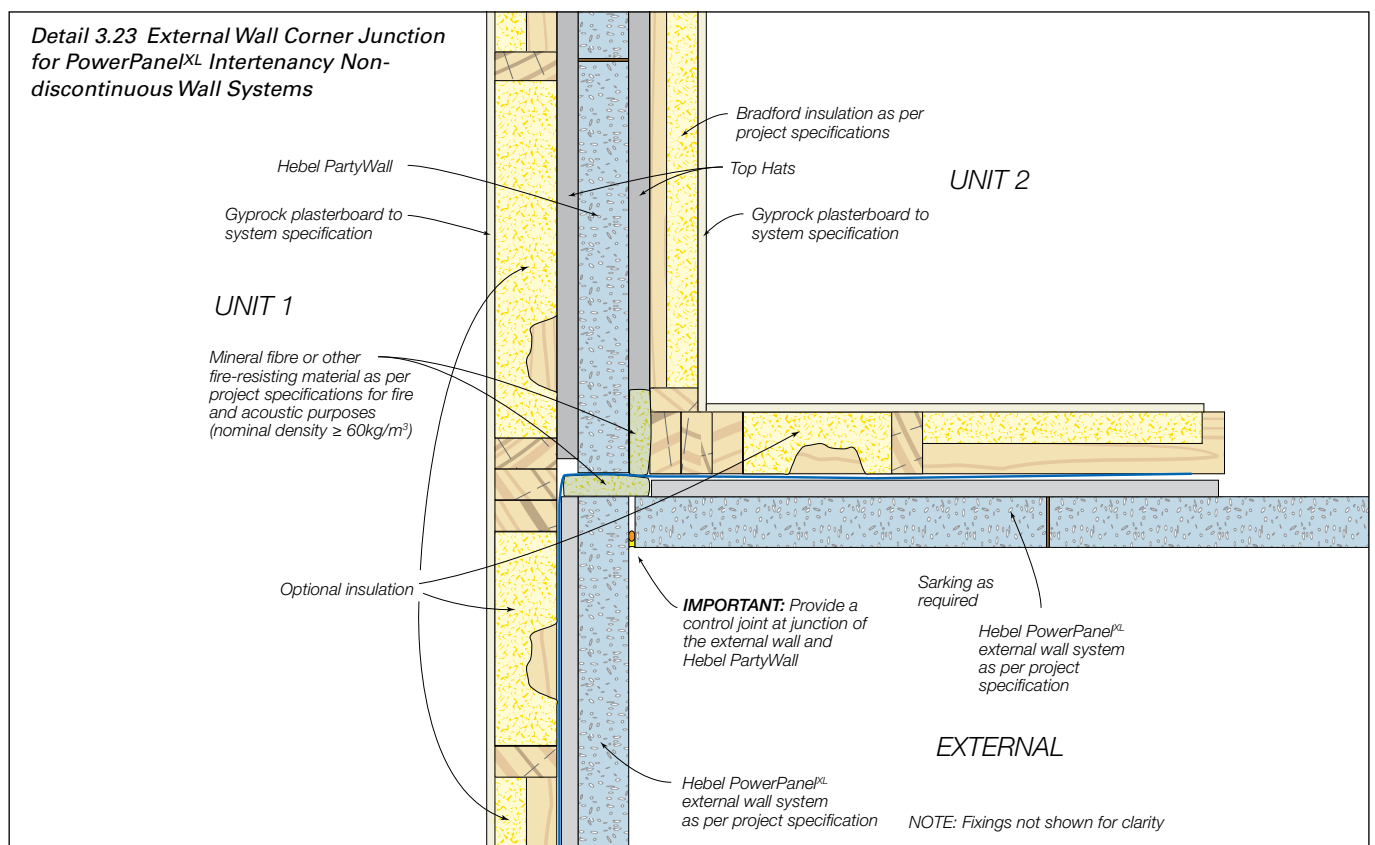 Detail 3.23 External Wall Corner Junction
for PowerPanelXL Intertenancy Non-
discontinuous Wall Systems
Bradford insulation as per
project specifications
Hebel PartyWall
Top Hats
UNIT 2
Gyprock plasterboard to
system specification
Gyprock plasterboard to
system specification
UNIT 1
Mineral fibre or other
fire-resisting material as per
project specifications for fire
and acoustic purposes
(nominal density ≥ 60kg/m³)
Optional insulation
IMPORTANT: Provide a
control joint at junction of
the external wall and
Hebel PartyWall
Sarking as
required
Hebel PowerPanelXL
external wall system
as per project
specification
EXTERNAL
Hebel PowerPanelXL
external wall system
as per project specification
NOTE: Fixings not shown for clarity